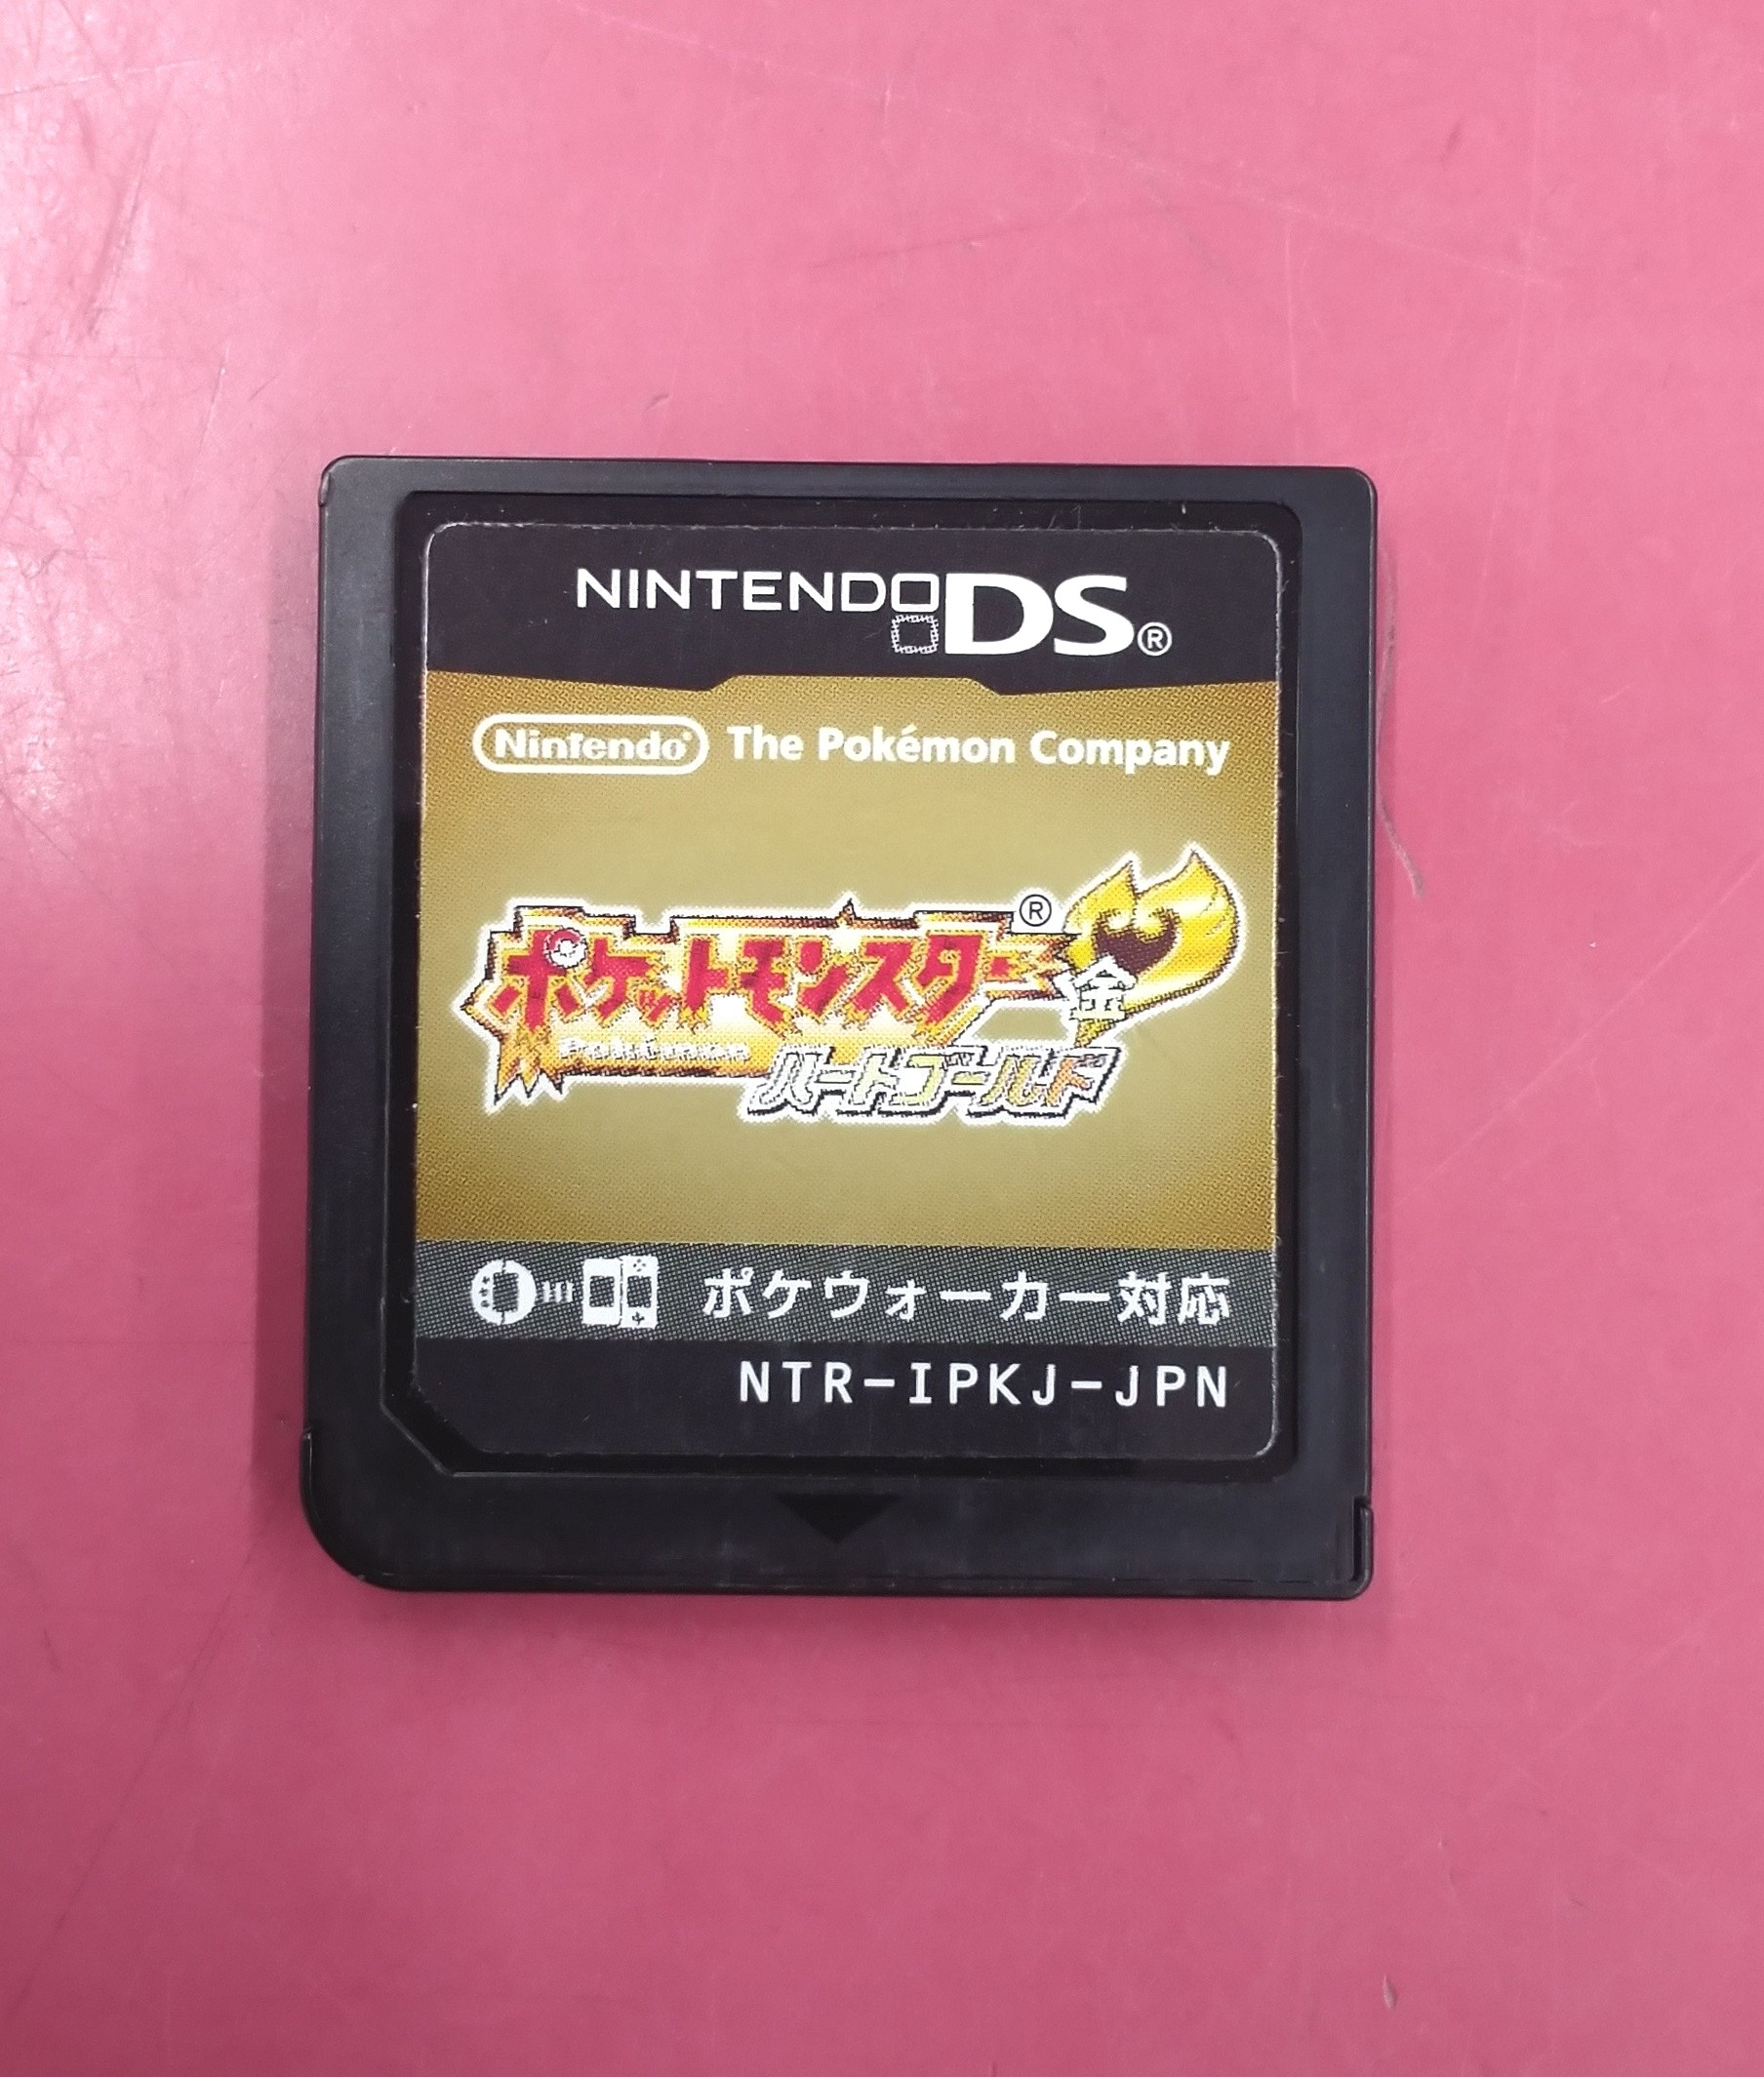 NINTENDO DS®
Nintendo® The Pokémon Company
ポケットモンスター®
金
Pokémon
ハートゴールド
ポケウォーカー対応
NTR-IPKJ-JPN